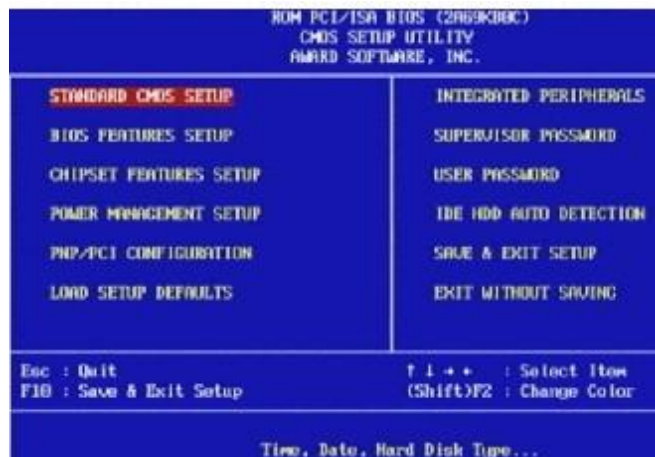 ROM PCI/ISA BIOS (2A69KBBC)
CMOS SETUP UTILITY
AWARD SOFTWARE, INC.
STANDARD CMOS SETUP
BIOS FEATURES SETUP
CHIPSET FEATURES SETUP
POWER MANAGEMENT SETUP
PNP/PCI CONFIGURATION
LOAD SETUP DEFAULTS
INTEGRATED PERIPHERALS
SUPERVISOR PASSWORD
USER PASSWORD
IDE HDD AUTO DETECTION
SAVE & EXIT SETUP
EXIT WITHOUT SAVING
Esc : Quit
F10 : Save & Exit Setup
↑ ↓ → ← : Select Item
(Shift)F2 : Change Color
Time, Date, Hard Disk Type...